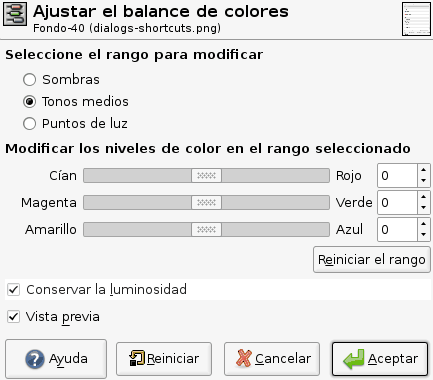 Ajustar el balance de colores
Fondo-40 (dialogs-shortcuts.png)
Seleccione el rango para modificar
Sombras
Tonos medios
Puntos de luz
Modificar los niveles de color en el rango seleccionado
Cían Rojo 0
Magenta Verde 0
Amarillo Azul 0
Reiniciar el rango
Conservar la luminosidad
Vista previa
Ayuda Reiniciar Cancelar Aceptar